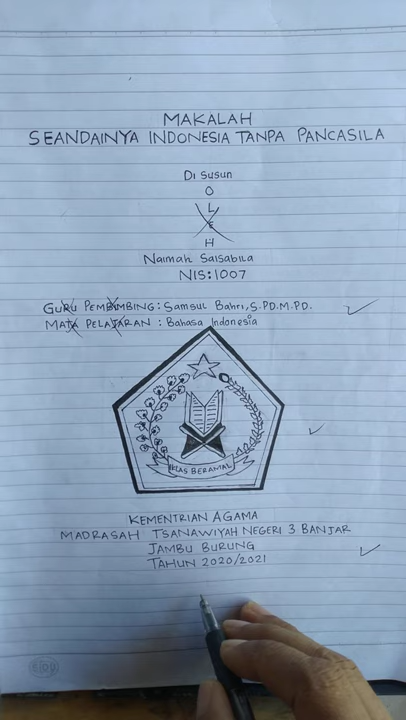 MAKALAH
SEANDAINYA INDONESIA TANPA PANCASILA
Di susun
O
L
E
H
Naimah Salsabila
NIS:1007
GURU PEMBIMBING: Samsul Bahri, S.PD.M.PD.
MATA PELAJARAN : Bahasa Indonesia
IKLAS BERAMAL
KEMENTRIAN AGAMA
MADRASAH TSANAWIYAH NEGERI 3 BANJAR
JAMBU BURUNG
TAHUN 2020/2021